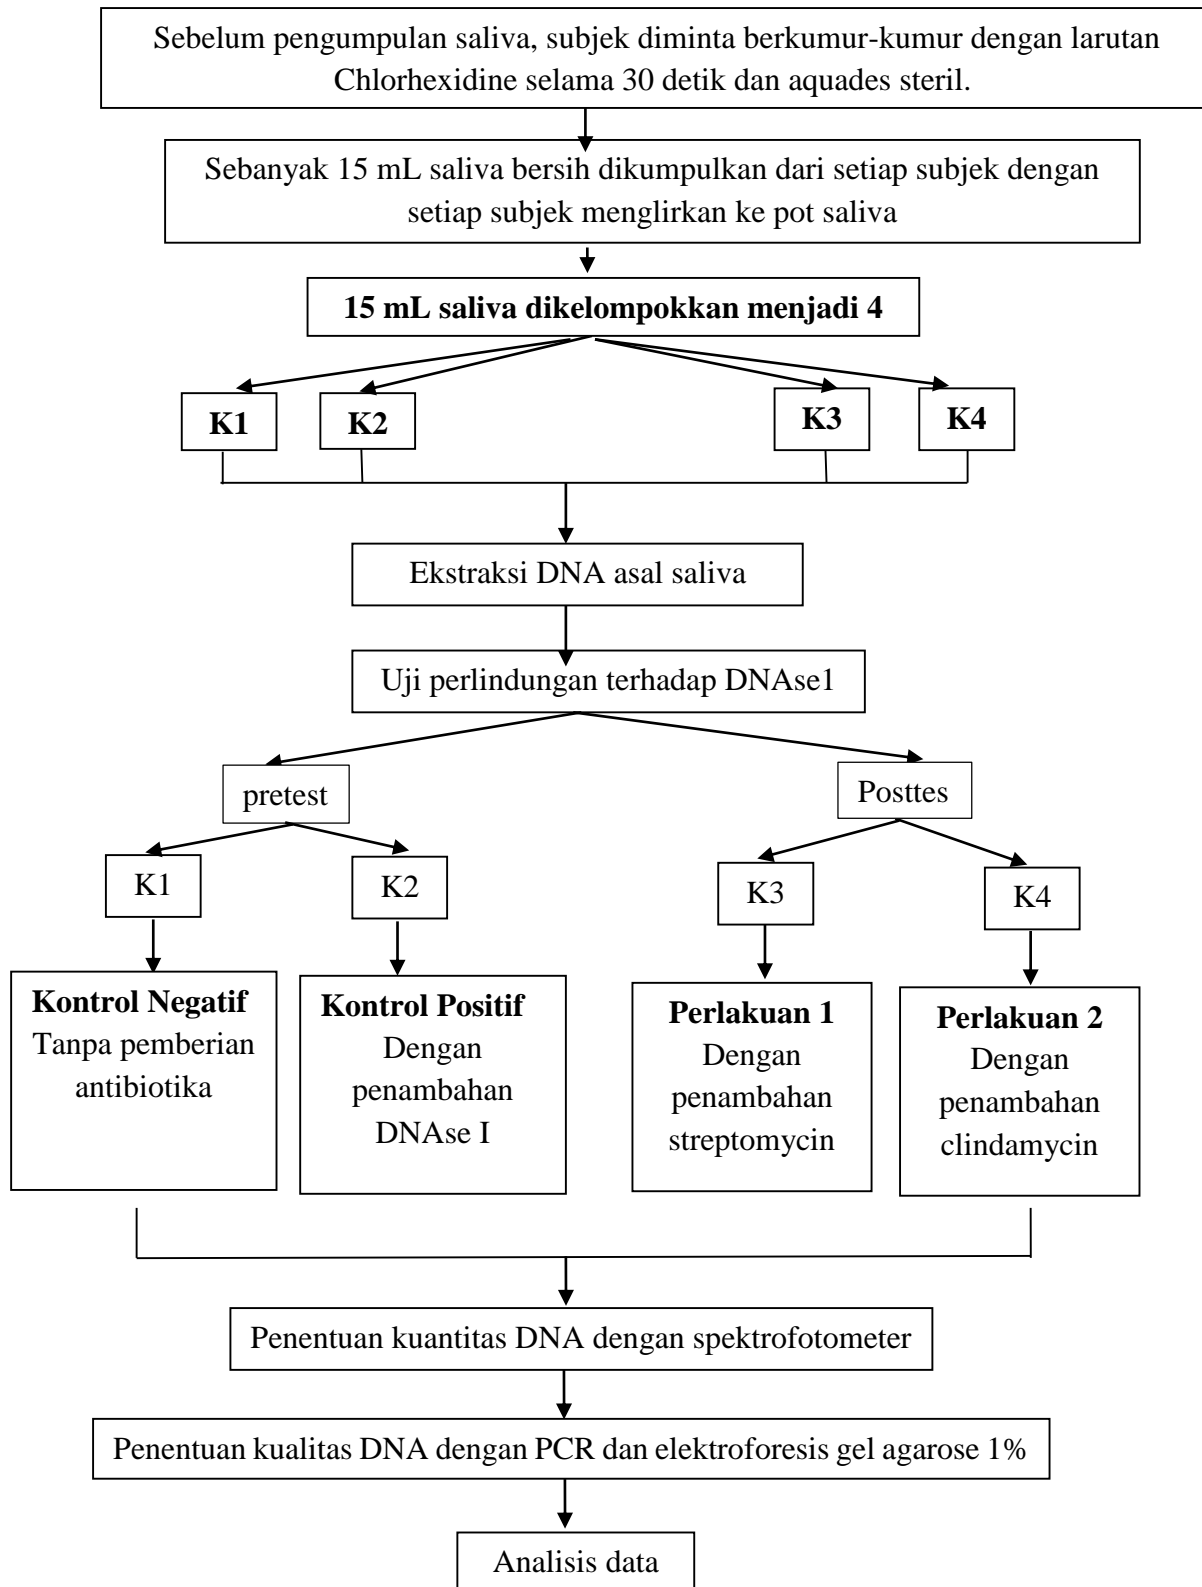 Sebelum pengumpulan saliva, subjek diminta berkumur-kumur dengan larutan
Chlorhexidine selama 30 detik dan aquades steril.
Sebanyak 15 mL saliva bersih dikumpulkan dari setiap subjek dengan
setiap subjek menglirkan ke pot saliva
15 mL saliva dikelompokkan menjadi 4
K1
K2
K3
K4
Ekstraksi DNA asal saliva
Uji perlindungan terhadap DNAse1
pretest
Posttes
K1
K2
K3
K4
Kontrol Negatif
Tanpa pemberian
antibiotika
Kontrol Positif
Dengan
penambahan
DNAse I
Perlakuan 1
Dengan
penambahan
streptomycin
Perlakuan 2
Dengan
penambahan
clindamycin
Penentuan kuantitas DNA dengan spektrofotometer
Penentuan kualitas DNA dengan PCR dan elektroforesis gel agarose 1%
Analisis data